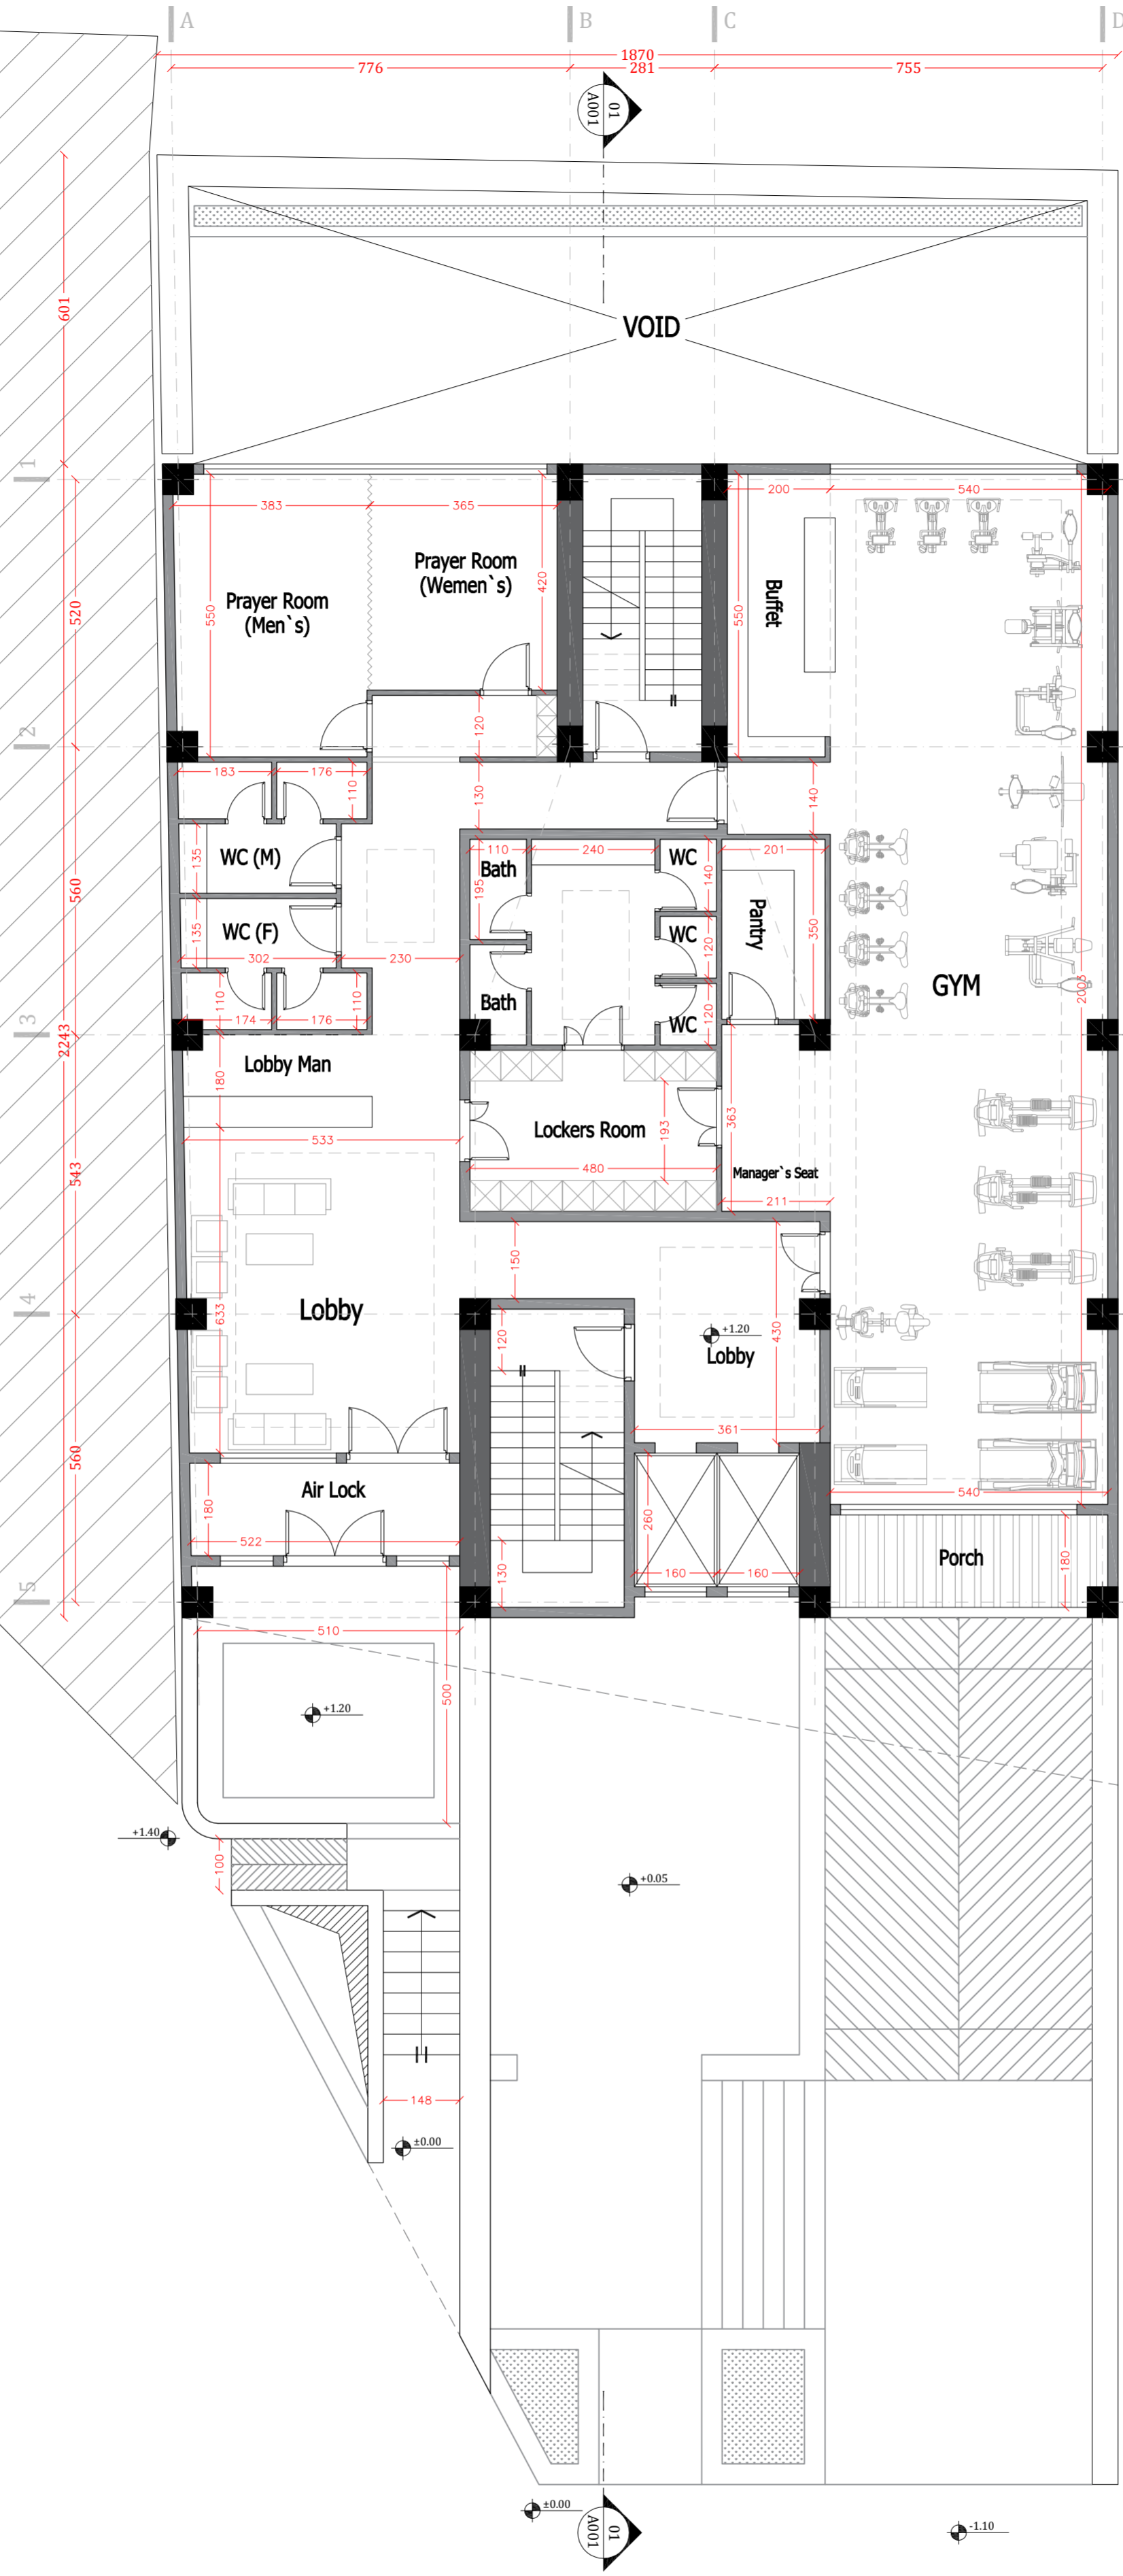 A
B
C
D
1870
776
281
755
01
A001
601
VOID
1
383
365
200
540
Prayer Room
(Wemen`s)
420
Prayer Room
(Men`s)
550
550
Buffet
520
2
120
183
176
110
130
140
WC (M)
135
110
240
201
Bath
WC
140
195
560
WC (F)
135
302
230
WC
120
Pantry
350
GYM
2003
110
110
174
176
Bath
WC
120
3
2243
Lobby Man
180
533
Lockers Room
193
480
363
Manager`s Seat
211
543
150
4
Lobby
633
120
+1.20
Lobby
430
361
560
Air Lock
180
522
260
160
160
540
Porch
180
130
5
510
500
+1.20
+1.40
100
+0.05
148
±0.00
±0.00
01
A001
-1.10